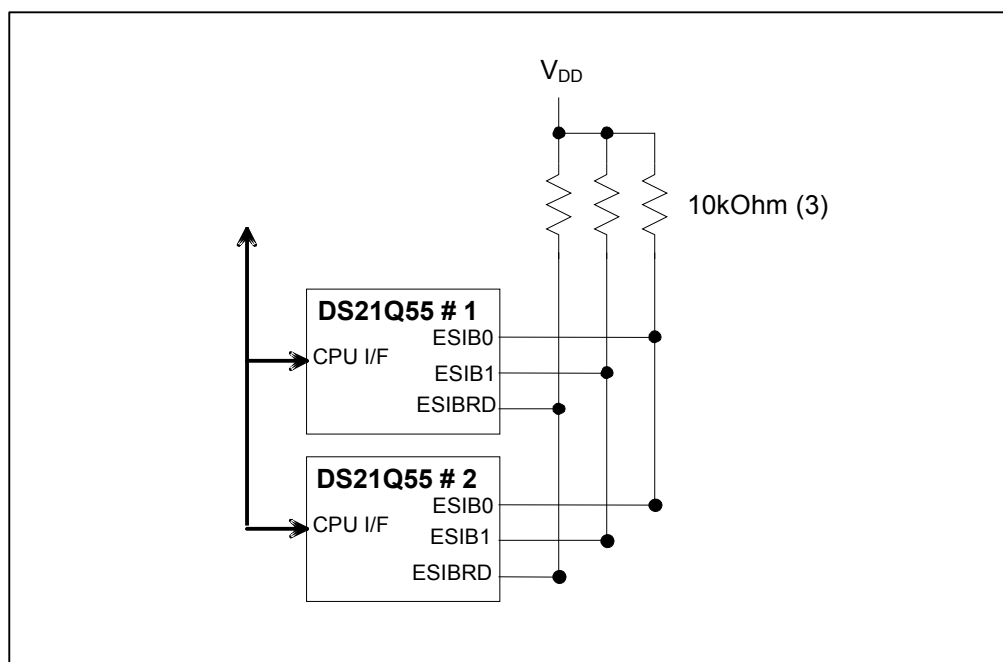 VDD
10kOhm (3)
DS21Q55 # 1
ESIB0
CPU I/F
ESIB1
ESIBRD
DS21Q55 # 2
ESIB0
CPU I/F
ESIB1
ESIBRD